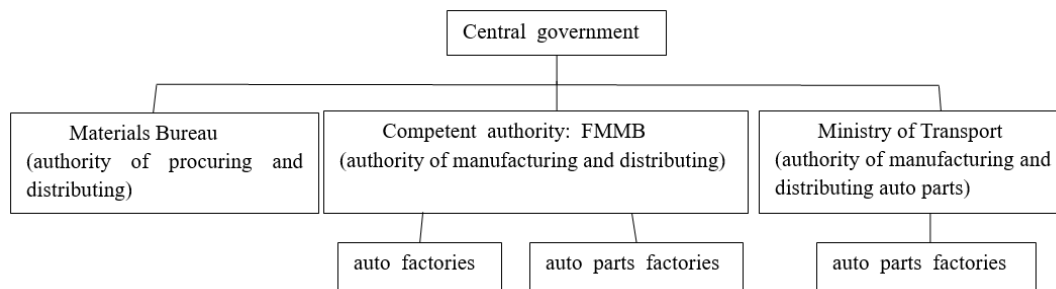 Central government
Materials Bureau
(authority of procuring and
distributing)
Competent authority: FMMB
(authority of manufacturing and distributing)
Ministry of Transport
(authority of manufacturing and
distributing auto parts)
auto factories
auto parts factories
auto parts factories